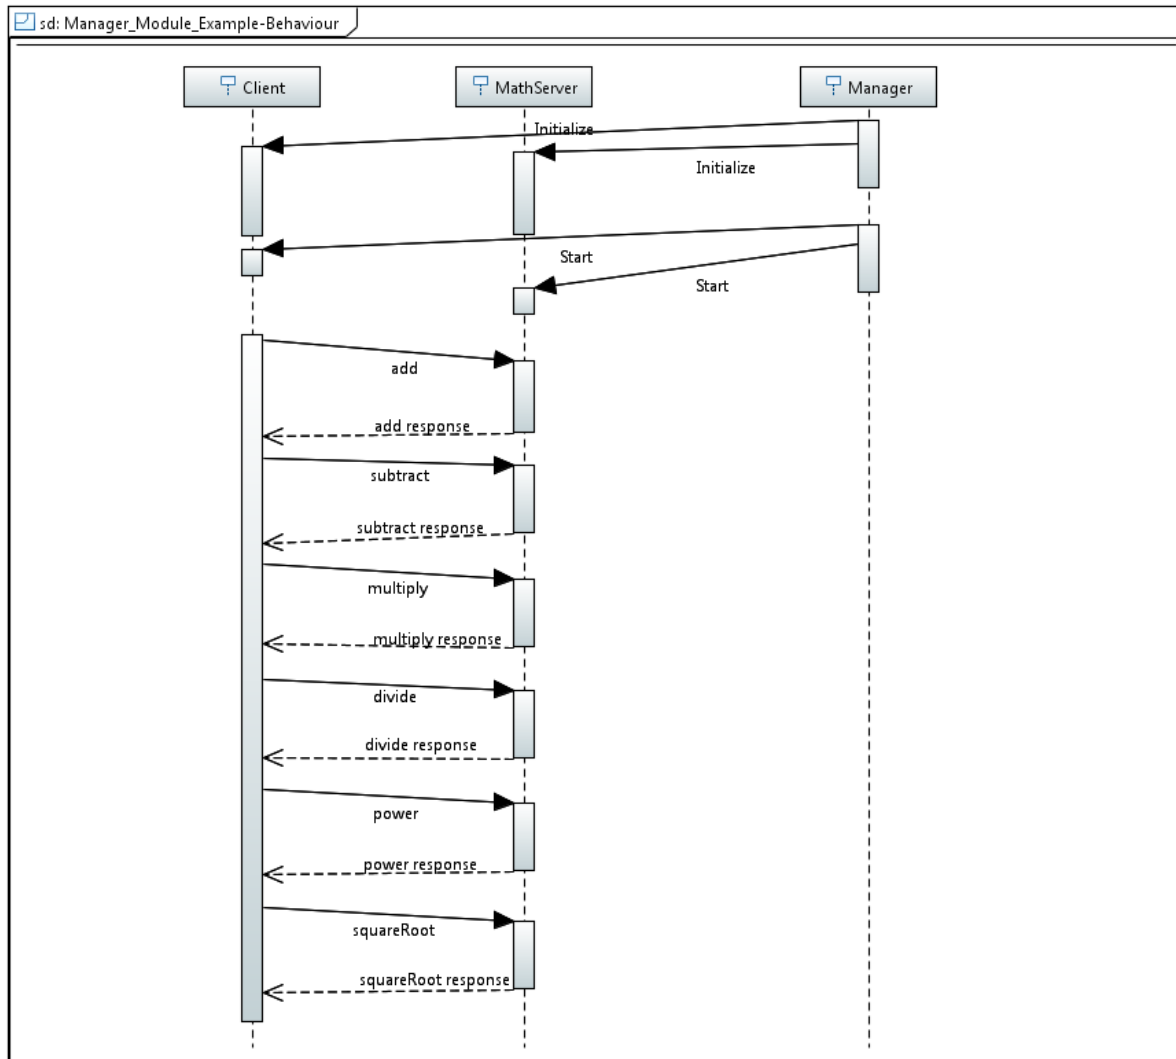 sd: Manager_Module_Example-Behaviour
Client
MathServer
Manager
Initialize
Initialize
Start
Start
add
add response
subtract
subtract response
multiply
multiply response
divide
divide response
power
power response
squareRoot
squareRoot response